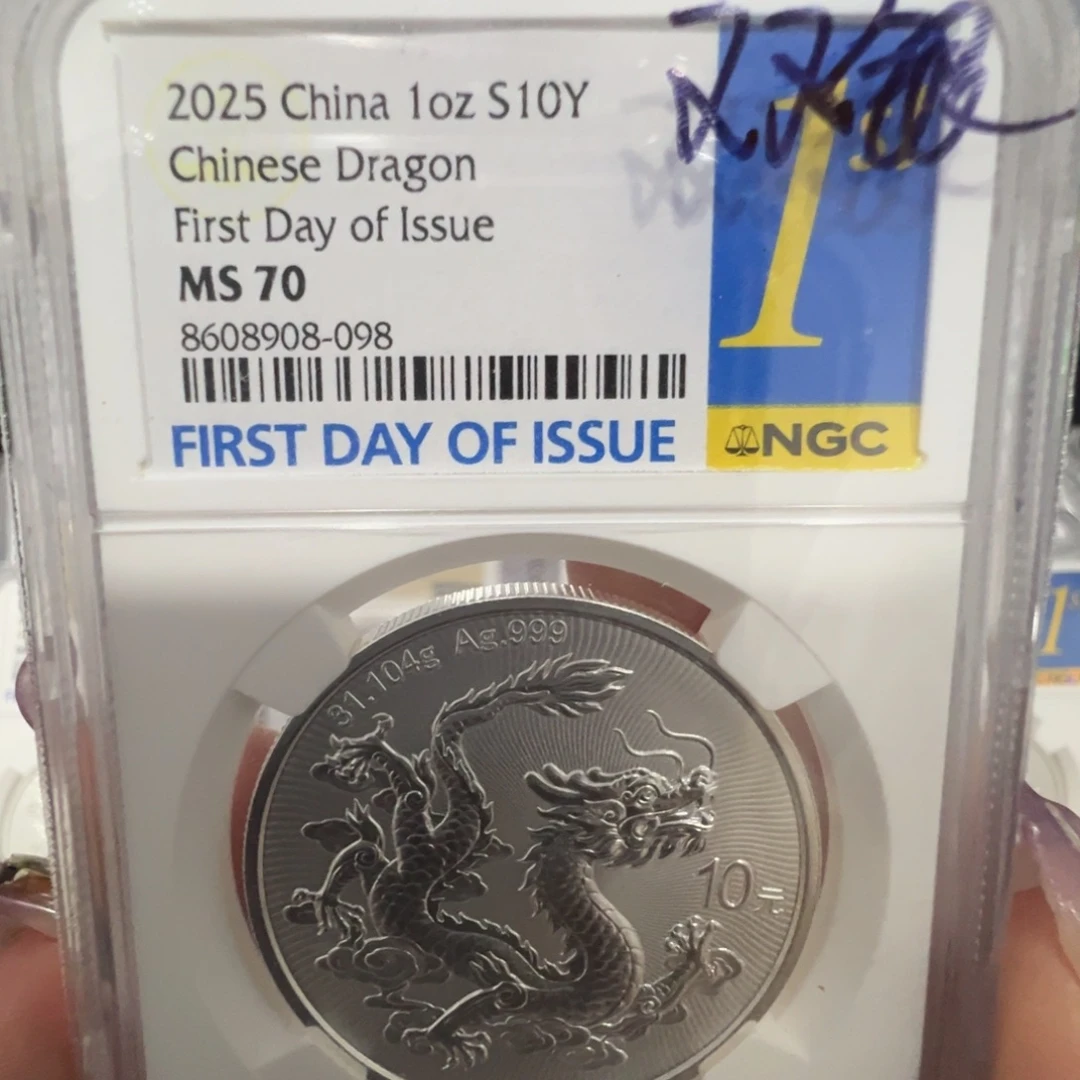 2025 China 1oz S10Y
Chinese Dragon
First Day of Issue
MS 70
8608908-098
FIRST DAY OF ISSUE
1st
NGC
31.104g Ag.999
10元